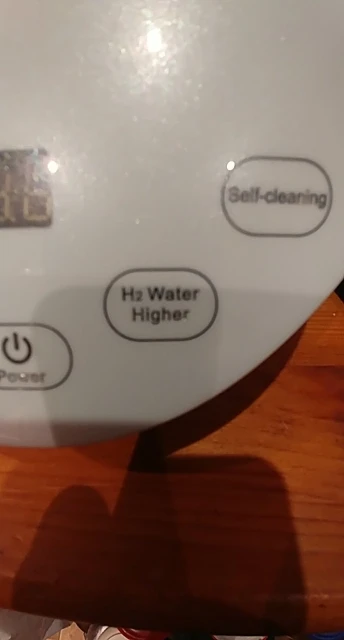 Self-cleaning
H2 Water
Higher
Power